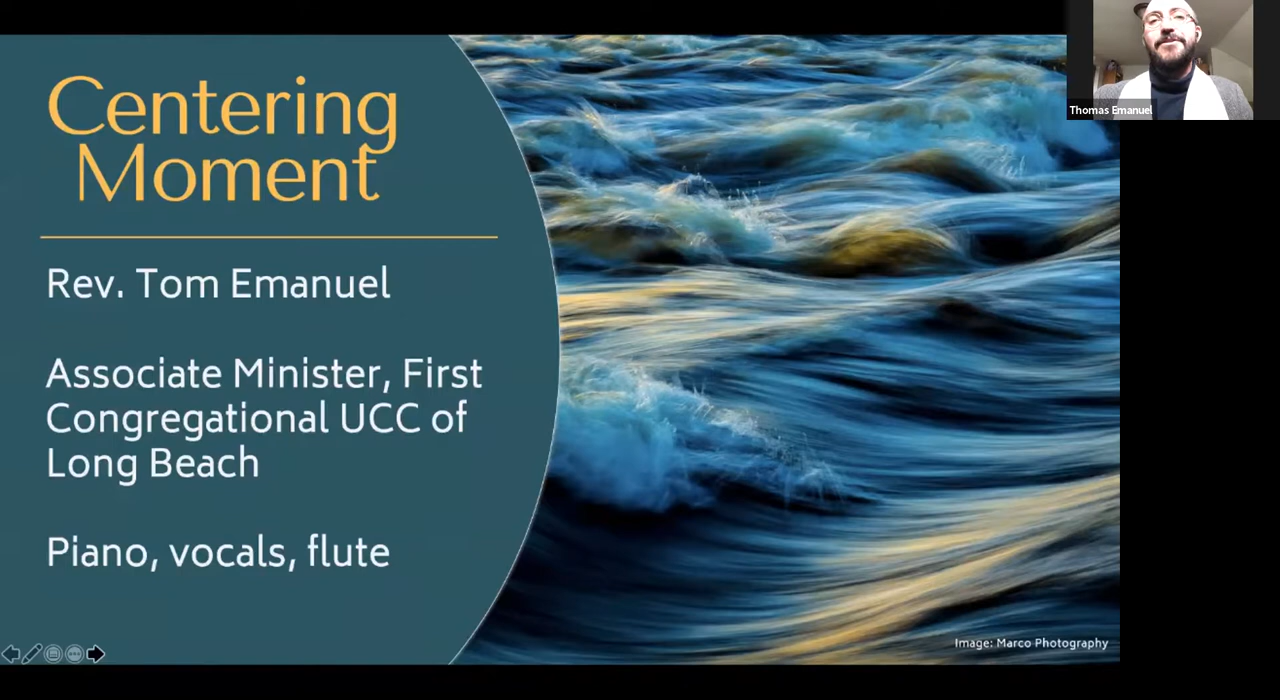 Centering
Moment
Rev. Tom Emanuel
Associate Minister, First
Congregational UCC of
Long Beach
Piano, vocals, flute
Image: Marco Photography
Thomas Emanuel